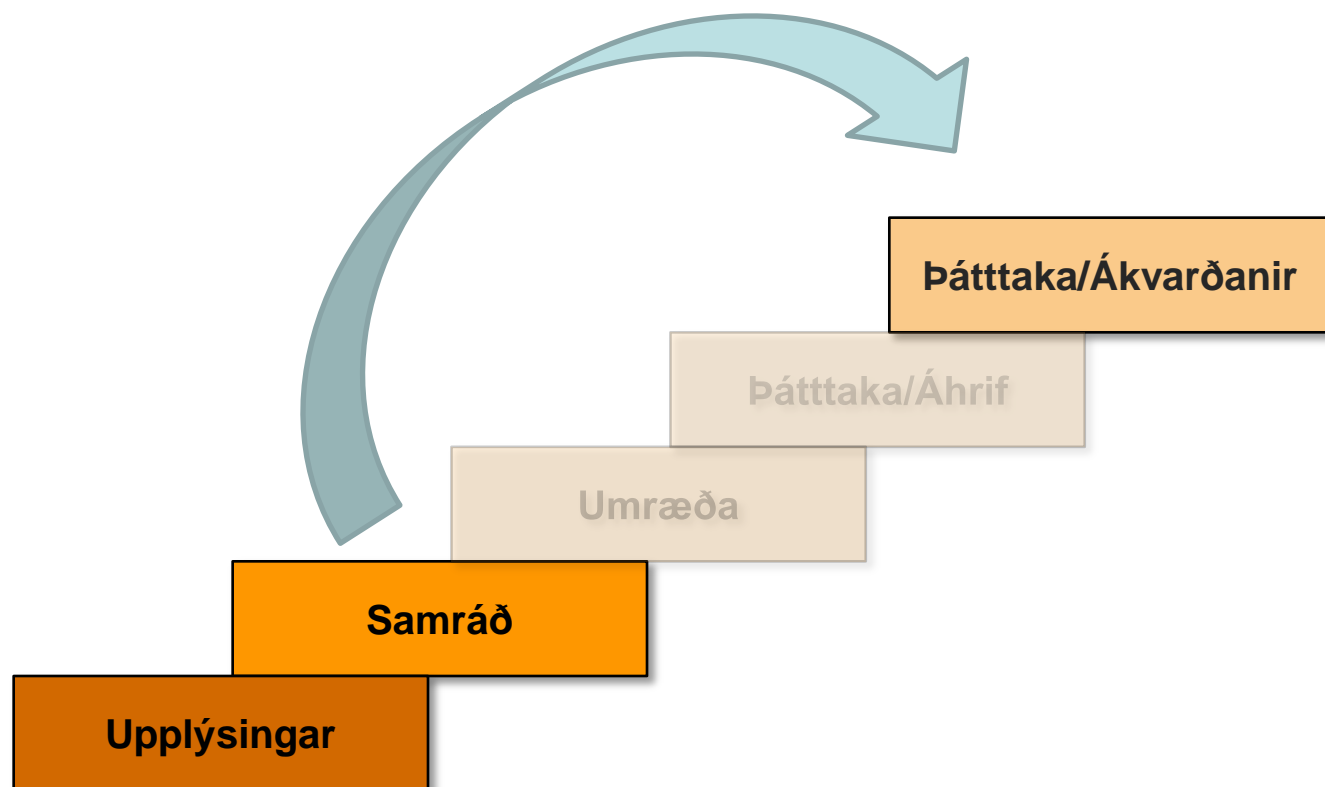 Þátttaka/Ákvarðanir
Þátttaka/Áhrif
Umræða
Samráð
Upplýsingar